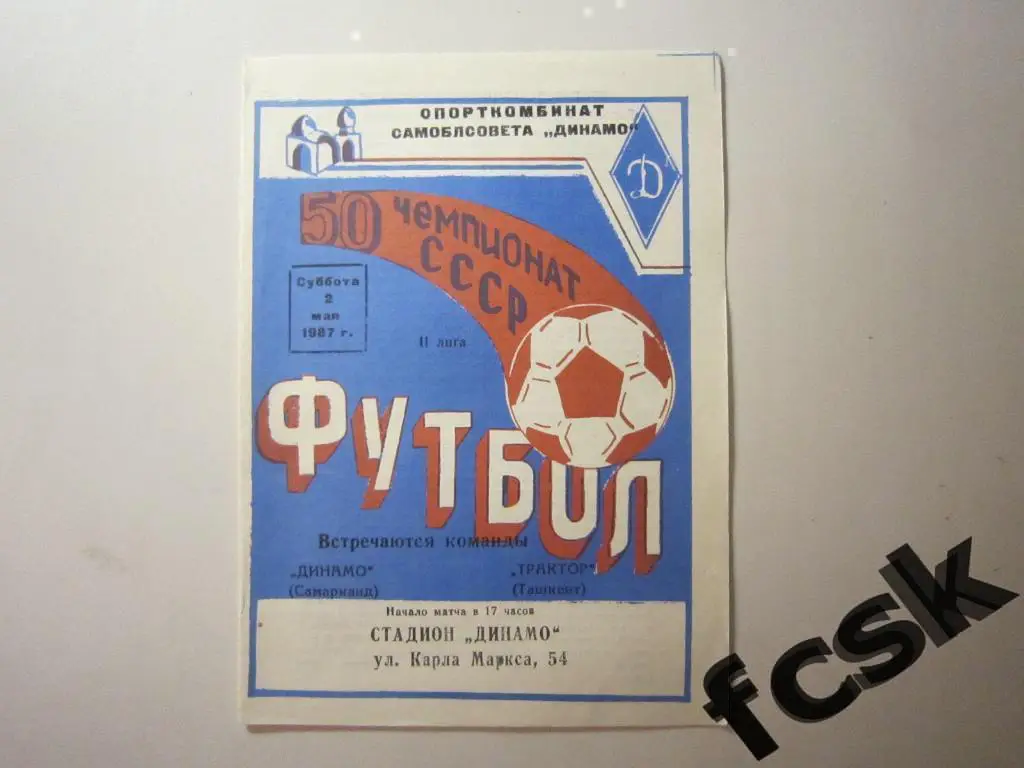 СПОРТКОМБИНАТ
САМОБЛСОВЕТА „ДИНАМО"
Д
50 ЧЕМПИОНАТ
СССР
Суббота
2
мая
1987 г.
II лига
ФУТБОЛ
Встречаются команды
„ДИНАМО" „ТРАКТОР"
(Самарканд) (Ташкент)
Начало матча в 17 часов
СТАДИОН „ДИНАМО"
ул. Карла Маркса, 54
fcsk